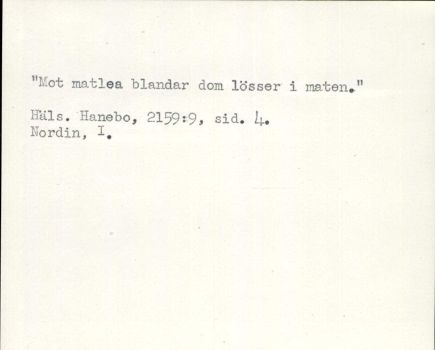 "Mot matlea blandar dom lösser i maten."
Häls. Hanebo, 2159:9, sid. 4.
Nordin, I.